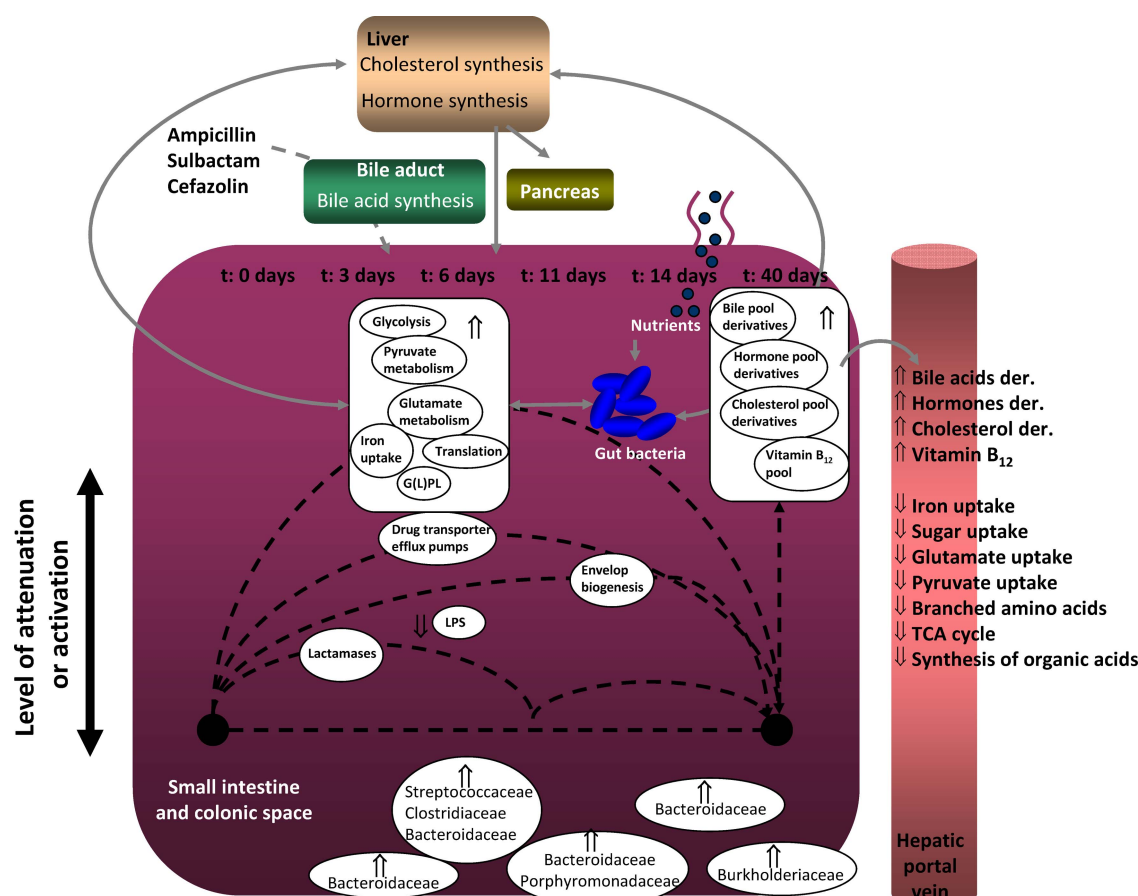 Liver
Cholesterol synthesis
Hormone synthesis
Ampicillin
Sulbactam
Cefazolin
Bile aduct
Bile acid synthesis
Pancreas
t: 0 days
t: 3 days
t: 6 days
t: 11 days
t: 14 days
t: 40 days
Glycolysis
⇑
Pyruvate
metabolism
Glutamate
metabolism
Iron
uptake
Translation
G(L)PL
Nutrients
Gut bacteria
Bile pool
derivatives
⇑
Hormone pool
derivatives
Cholesterol pool
derivatives
Vitamin B12
pool
⇑ Bile acids der.
⇑ Hormones der.
⇑ Cholesterol der.
⇑ Vitamin B12
⇓ Iron uptake
⇓ Sugar uptake
⇓ Glutamate uptake
⇓ Pyruvate uptake
⇓ Branched amino acids
⇓ TCA cycle
⇓ Synthesis of organic acids
Level of attenuation
or activation
Drug transporter
efflux pumps
Envelop
biogenesis
⇓ LPS
Lactamases
Small intestine
and colonic space
⇑
Streptococcaceae
Clostridiaceae
Bacteroidaceae
⇑
Bacteroidaceae
⇑
Bacteroidaceae
⇑
Bacteroidaceae
Porphyromonadaceae
⇑
Burkholderiaceae
Hepatic
portal
vein